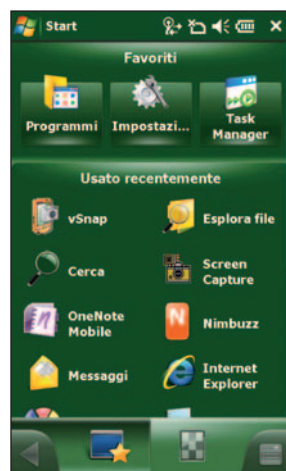 Start
Favoriti
Programmi
Impostazi...
Task
Manager
Usato recentemente
vSnap
Esplora file
Cerca
Screen
Capture
OneNote
Mobile
Nimbuzz
Messaggi
Internet
Explorer